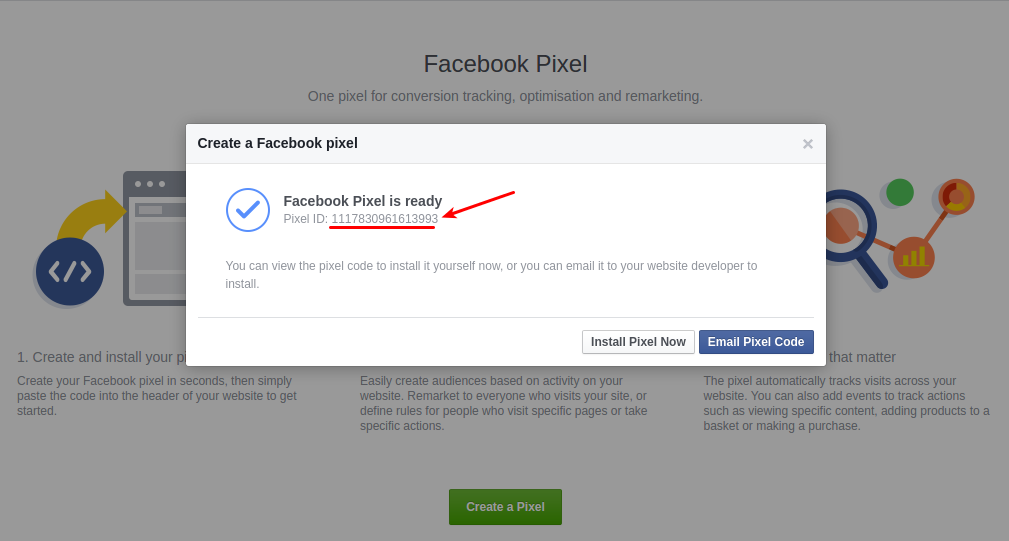 Facebook Pixel
One pixel for conversion tracking, optimisation and remarketing.
Create a Facebook pixel
Facebook Pixel is ready
Pixel ID: 1117830961613993
You can view the pixel code to install it yourself now, or you can email it to your website developer to
install.
Install Pixel Now
Email Pixel Code
1. Create and install your pi
Create your Facebook pixel in seconds, then simply
paste the code into the header of your website to get
started.
Easily create audiences based on activity on your
website. Remarket to everyone who visits your site, or
define rules for people who visit specific pages or take
specific actions.
that matter
The pixel automatically tracks visits across your
website. You can also add events to track actions
such as viewing specific content, adding products to a
basket or making a purchase.
Create a Pixel